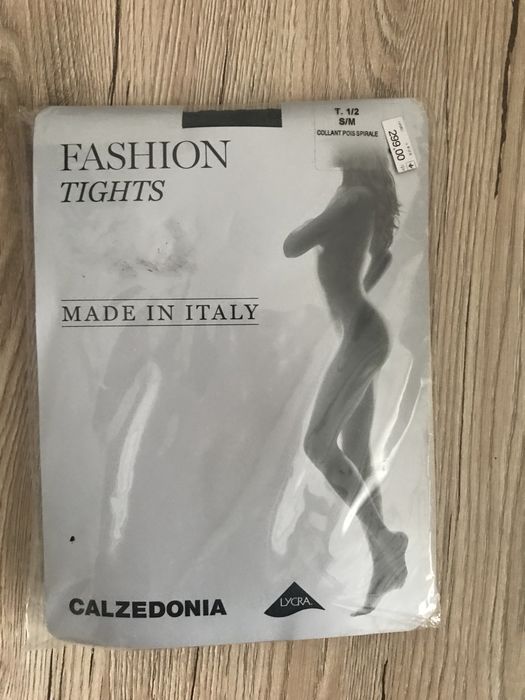 T. 1/2
S/M
COLLANT POIS SPIRALE
299.00
FASHION
TIGHTS
MADE IN ITALY
CALZEDONIA
LYCRA